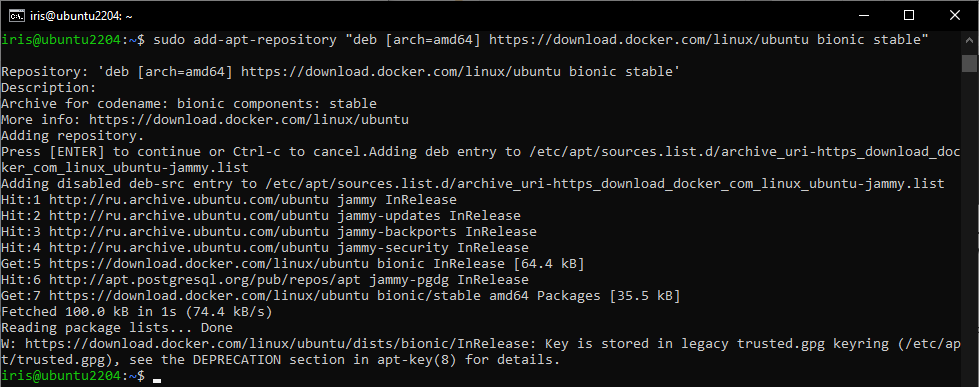 iris@ubuntu2204: ~
iris@ubuntu2204:~$ sudo add-apt-repository "deb [arch=amd64] https://download.docker.com/linux/ubuntu bionic stable"
Repository: 'deb [arch=amd64] https://download.docker.com/linux/ubuntu bionic stable'
Description:
Archive for codename: bionic components: stable
More info: https://download.docker.com/linux/ubuntu
Adding repository.
Press [ENTER] to continue or Ctrl-c to cancel.Adding deb entry to /etc/apt/sources.list.d/archive_uri-https_download_doc
ker_com_linux_ubuntu-jammy.list
Adding disabled deb-src entry to /etc/apt/sources.list.d/archive_uri-https_download_docker_com_linux_ubuntu-jammy.list
Hit:1 http://ru.archive.ubuntu.com/ubuntu jammy InRelease
Hit:2 http://ru.archive.ubuntu.com/ubuntu jammy-updates InRelease
Hit:3 http://ru.archive.ubuntu.com/ubuntu jammy-backports InRelease
Hit:4 http://ru.archive.ubuntu.com/ubuntu jammy-security InRelease
Get:5 https://download.docker.com/linux/ubuntu bionic InRelease [64.4 kB]
Hit:6 http://apt.postgresql.org/pub/repos/apt jammy-pgdg InRelease
Get:7 https://download.docker.com/linux/ubuntu bionic/stable amd64 Packages [35.5 kB]
Fetched 100.0 kB in 1s (74.4 kB/s)
Reading package lists... Done
W: https://download.docker.com/linux/ubuntu/dists/bionic/InRelease: Key is stored in legacy trusted.gpg keyring (/etc/ap
t/trusted.gpg), see the DEPRECATION section in apt-key(8) for details.
iris@ubuntu2204:~$